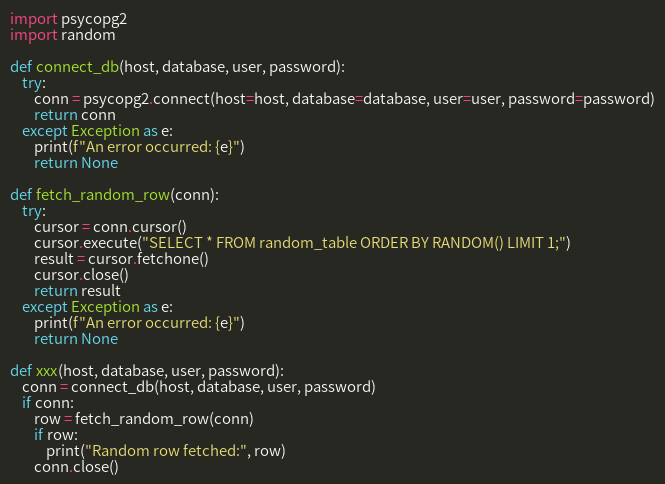 import psycopg2
import random

def connect_db(host, database, user, password):
    try:
        conn = psycopg2.connect(host=host, database=database, user=user, password=password)
        return conn
    except Exception as e:
        print(f"An error occurred: {e}")
        return None

def fetch_random_row(conn):
    try:
        cursor = conn.cursor()
        cursor.execute("SELECT * FROM random_table ORDER BY RANDOM() LIMIT 1;")
        result = cursor.fetchone()
        cursor.close()
        return result
    except Exception as e:
        print(f"An error occurred: {e}")
        return None

def xxx(host, database, user, password):
    conn = connect_db(host, database, user, password)
    if conn:
        row = fetch_random_row(conn)
        if row:
            print("Random row fetched:", row)
        conn.close()